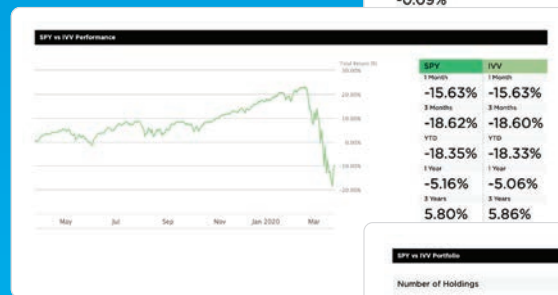 -0.09%
SPY vs IVV Performance
Total Return (%)
30.00%
20.00%
10.00%
0.00%
-10.00%
-20.00%
May Jul Sep Nov Jan 2020 Mar
SPY IVV
1 Month 1 Month
-15.63% -15.63%
3 Months 3 Months
-18.62% -18.60%
YTD YTD
-18.35% -18.33%
1 Year 1 Year
-5.16% -5.06%
3 Years 3 Years
5.80% 5.86%
SPY vs IVV Portfolio
Number of Holdings